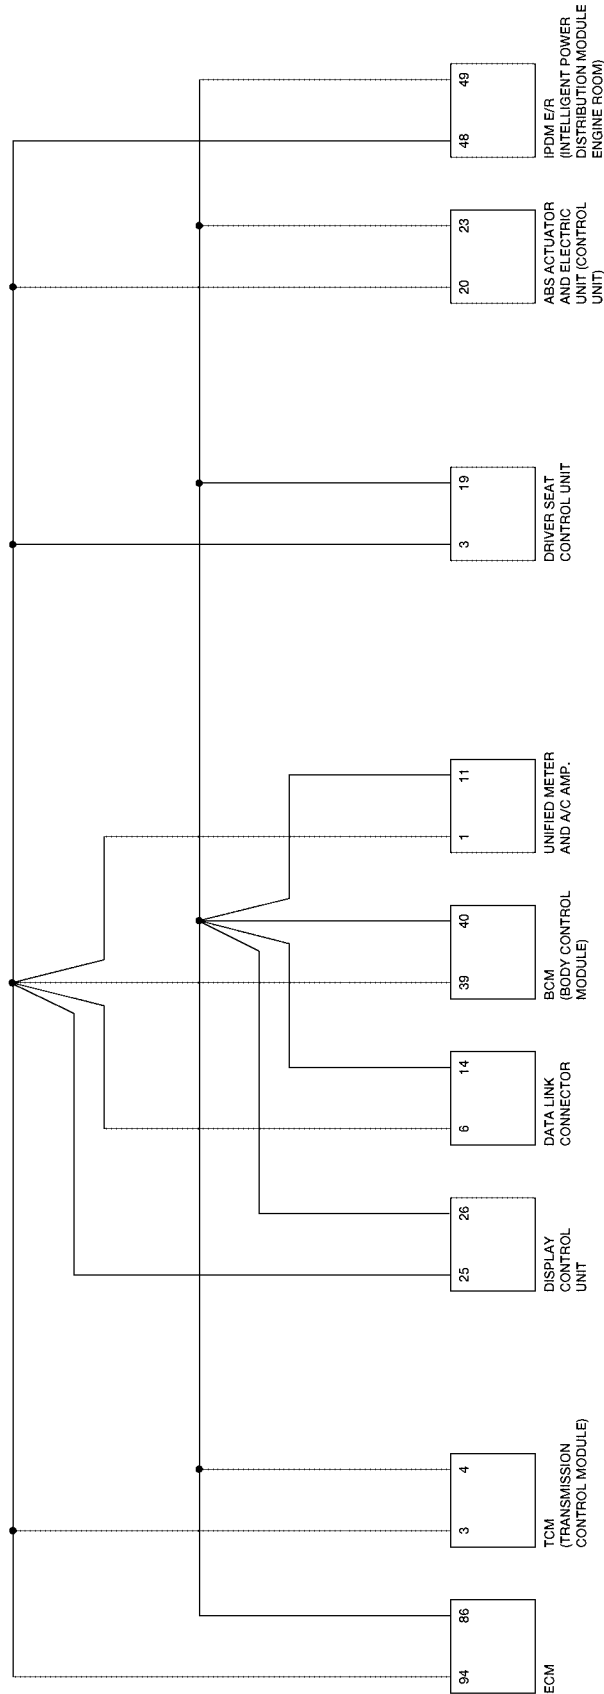 94 86
ECM
3 4
TCM
(TRANSMISSION
CONTROL MODULE)
25 26
DISPLAY
CONTROL
UNIT
6 14
DATA LINK
CONNECTOR
39 40
BCM
(BODY CONTROL
MODULE)
1 11
UNIFIED METER
AND A/C AMP.
3 19
DRIVER SEAT
CONTROL UNIT
20 23
ABS ACTUATOR
AND ELECTRIC
UNIT (CONTROL
UNIT)
48 49
IPDM E/R
(INTELLIGENT POWER
DISTRIBUTION MODULE
ENGINE ROOM)